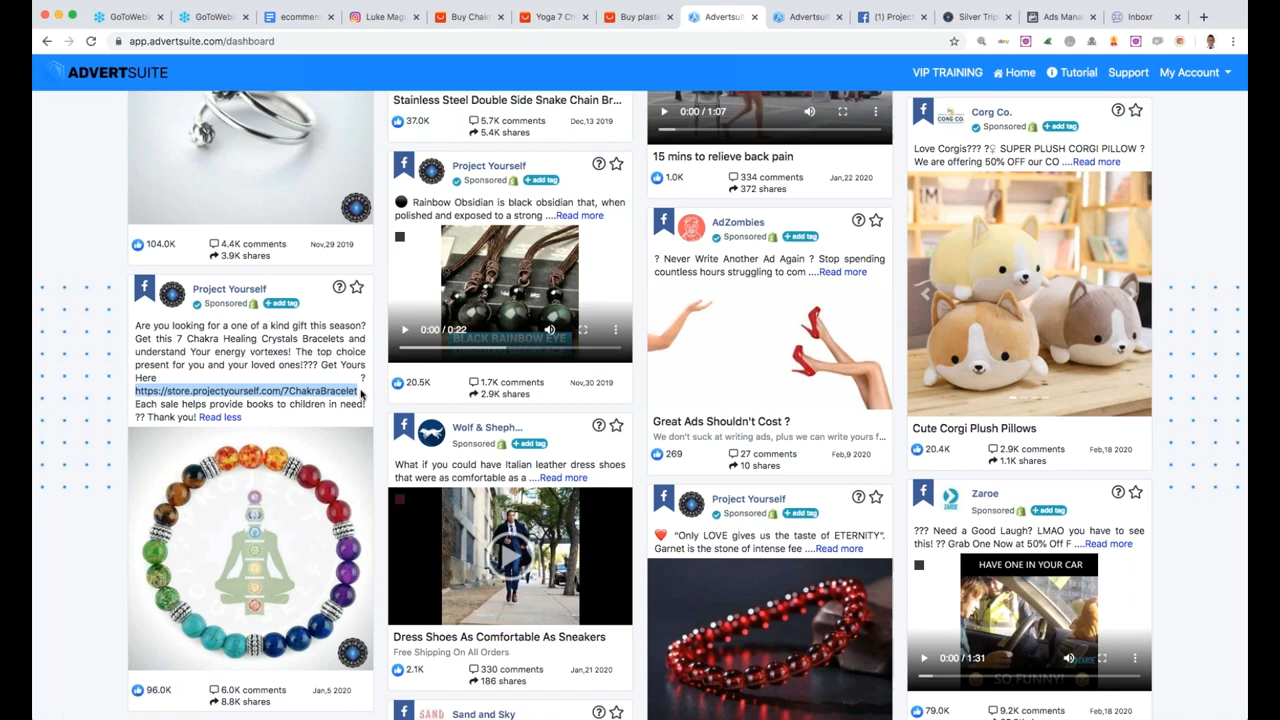 GoToWebi
GoToWebi
ecommerc
Luke Mag
Buy Chak
Yoga 7 Ch
Buy plasti
Advertsuit
Advertsuit
(1) Project
Silver Trip
Ads Mana
Inboxr
app.advertsuite.com/dashboard
ADVERTSUITE
VIP TRAINING
Home
Tutorial
Support
My Account
104.0K
4.4K comments
3.9K shares
Nov,29 2019
Project Yourself
Sponsored
+ add tag
Are you looking for a one of a kind gift this season?
Get this 7 Chakra Healing Crystals Bracelets and
understand Your energy vortexes! The top choice
present for you and your loved ones!??? Get Yours
Here ?
https://store.projectyourself.com/7ChakraBracelet
Each sale helps provide books to children in need!
?? Thank you! Read less
96.0K
6.0K comments
8.8K shares
Jan,5 2020
Stainless Steel Double Side Snake Chain Br...
37.0K
5.7K comments
5.4K shares
Dec,13 2019
Project Yourself
Sponsored
+ add tag
Rainbow Obsidian is black obsidian that, when
polished and exposed to a strong ....Read more
0:00 / 0:22
BLACK RAINBOW EYE
20.5K
1.7K comments
2.9K shares
Nov,30 2019
Wolf & Sheph...
Sponsored
+ add tag
What if you could have Italian leather dress shoes
that were as comfortable as a ....Read more
Dress Shoes As Comfortable As Sneakers
Free Shipping On All Orders
2.1K
330 comments
186 shares
Jan,21 2020
SAND
Sand and Sky
0:00 / 1:07
15 mins to relieve back pain
1.0K
334 comments
372 shares
Jan,22 2020
AdZombies
Sponsored
+ add tag
? Never Write Another Ad Again ? Stop spending
countless hours struggling to com ....Read more
Great Ads Shouldn't Cost ?
We don't suck at writing ads, plus we can write yours f...
269
27 comments
10 shares
Feb,9 2020
Project Yourself
Sponsored
+ add tag
"Only LOVE gives us the taste of ETERNITY".
Garnet is the stone of intense fee ....Read more
CORG CO.
Corg Co.
Sponsored
+ add tag
Love Corgis??? ?♀ SUPER PLUSH CORGI PILLOW ?
We are offering 50% OFF our CO ....Read more
Cute Corgi Plush Pillows
20.4K
2.9K comments
1.1K shares
Feb,18 2020
ZAROE
Zaroe
Sponsored
+ add tag
??? Need a Good Laugh? LMAO you have to see
this! ?? Grab One Now at 50% Off F ....Read more
HAVE ONE IN YOUR CAR
0:00 / 1:31
ZAROE
SO FUNNY!
79.0K
9.2K comments
Feb,18 2020